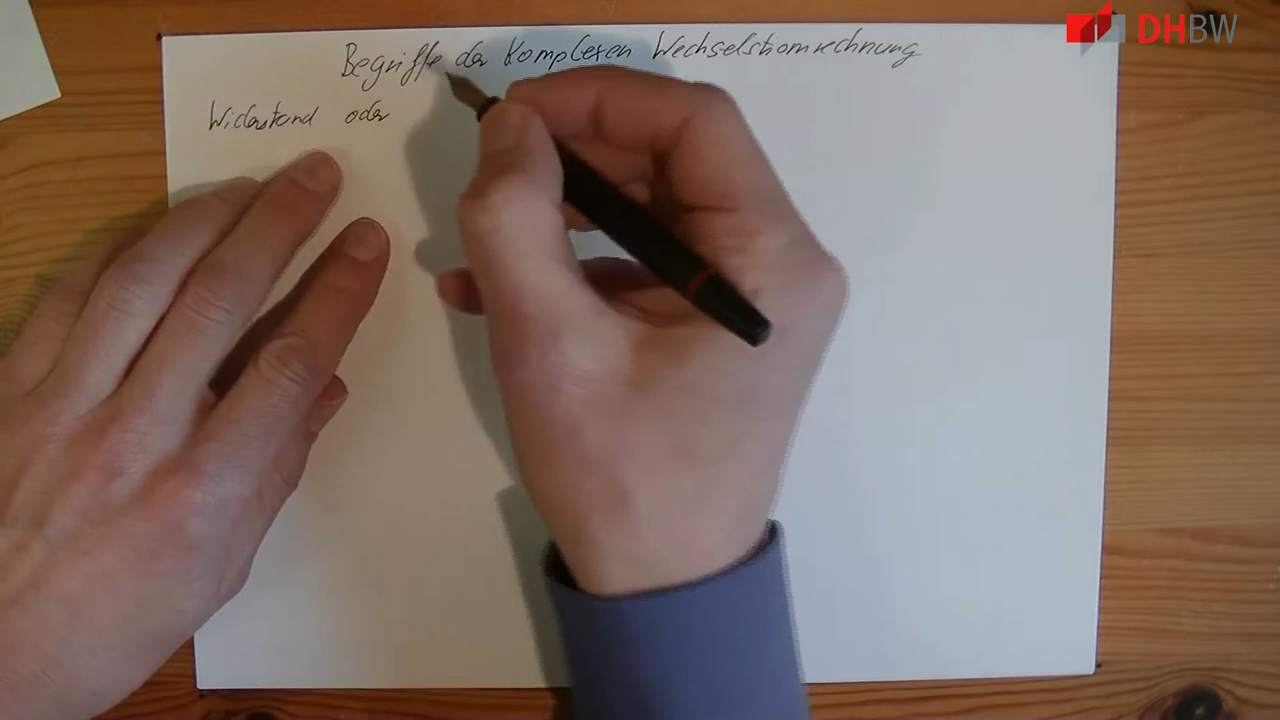 DHBW
Begriffe der Komplexen Wechselstromrechnung
Widerstand oder